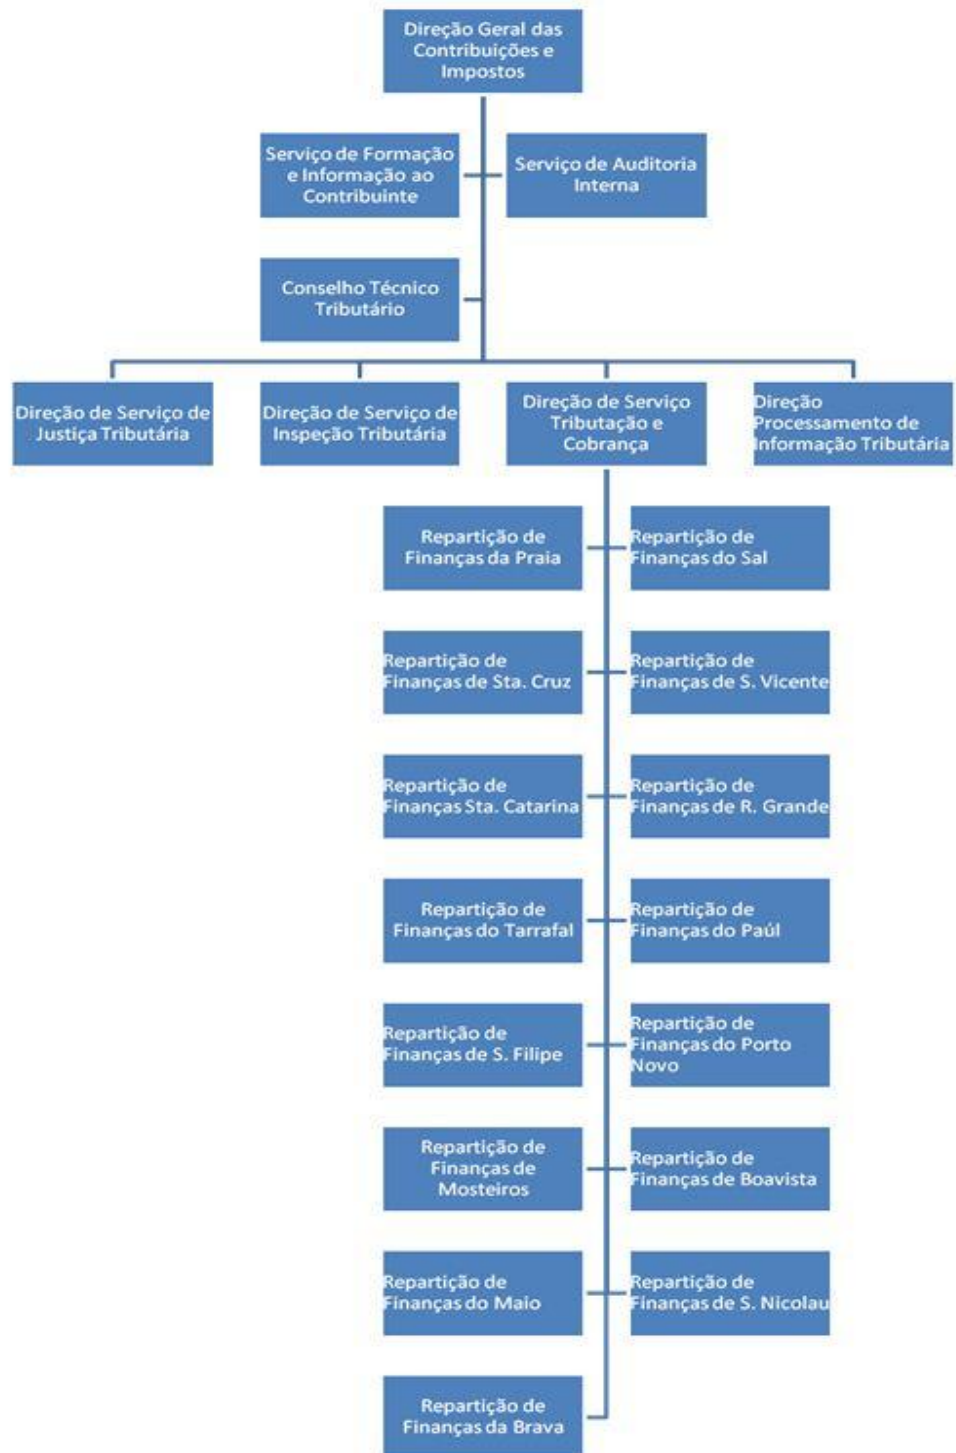 Direção Geral das
Contribuições e
Impostos
Serviço de Formação
e Informação ao
Contribuinte
Serviço de Auditoria
Interna
Conselho Técnico
Tributário
Direção de Serviço de
Justiça Tributária
Direção de Serviço de
Inspeção Tributária
Direção de Serviço
Tributação e
Cobrança
Direção
Processamento de
Informação Tributária
Repartição de
Finanças da Praia
Repartição de
Finanças do Sal
Repartição de
Finanças de Sta. Cruz
Repartição de
Finanças de S. Vicente
Repartição de
Finanças Sta. Catarina
Repartição de
Finanças de R. Grande
Repartição de
Finanças do Tarrafal
Repartição de
Finanças do Paúl
Repartição de
Finanças de S. Filipe
Repartição de
Finanças do Porto
Novo
Repartição de
Finanças de
Mosteiros
Repartição de
Finanças de Boavista
Repartição de
Finanças do Maio
Repartição de
Finanças de S. Nicolau
Repartição de
Finanças da Brava